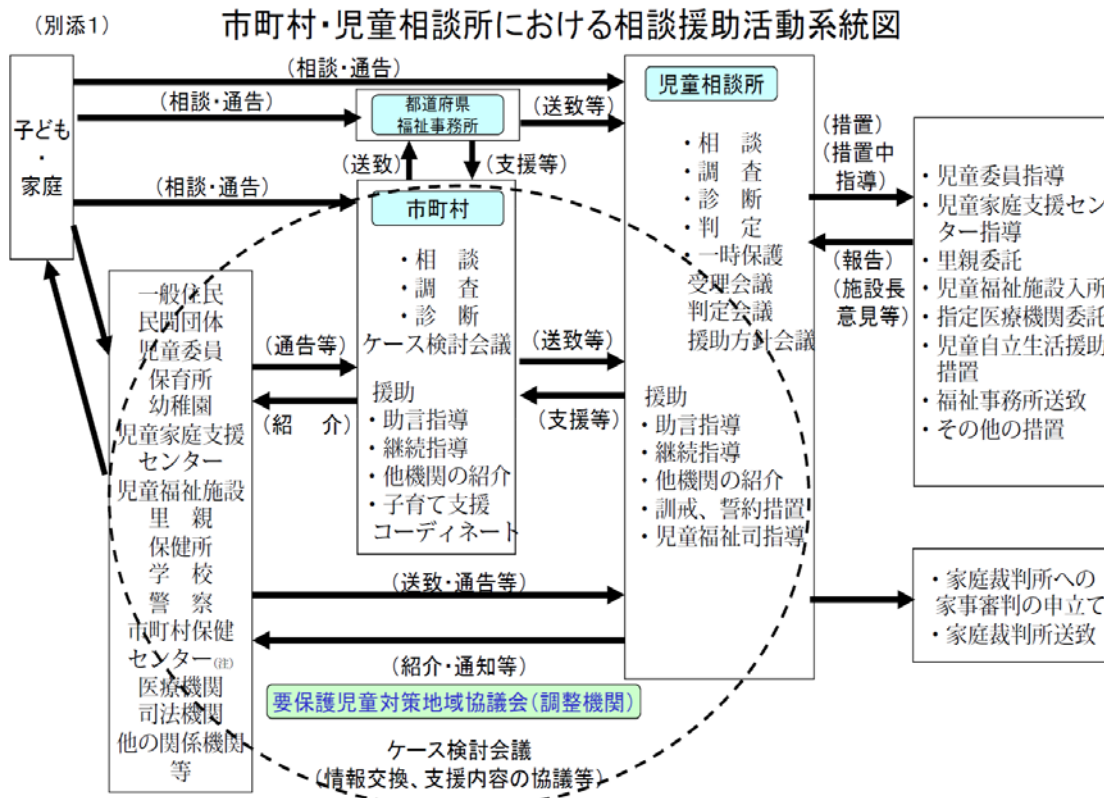 (別添1)
市町村・児童相談所における相談援助活動系統図
子ども
・
家庭
(相談・通告)
(相談・通告)
(相談・通告)
都道府県
福祉事務所
(送致等)
(送致)
(支援等)
市町村
・相　談
・調　査
・診　断
ケース検討会議
援助
・助言指導
・継続指導
・他機関の紹介
・子育て支援
コーディネート
児童相談所
・相　談
・調　査
・診　断
・判　定
・一時保護
受理会議
判定会議
援助方針会議
援助
・助言指導
・継続指導
・他機関の紹介
・訓戒、誓約措置
・児童福祉司指導
(措置)
(措置中
指導)
(報告)
(施設長
意見等)
・児童委員指導
・児童家庭支援セン
ター指導
・里親委託
・児童福祉施設入所
・指定医療機関委託
・児童自立生活援助
措置
・福祉事務所送致
・その他の措置
・家庭裁判所への
家事審判の申立て
・家庭裁判所送致
一般住民
民間団体
児童委員
保育所
幼稚園
児童家庭支援
センター
児童福祉施設
里　親
保健所
学　校
警　察
市町村保健
センター(注)
医療機関
司法機関
他の関係機関
等
(通告等)
(紹　介)
(送致等)
(支援等)
(送致・通告等)
(紹介・通知等)
要保護児童対策地域協議会(調整機関)
ケース検討会議
(情報交換、支援内容の協議等)